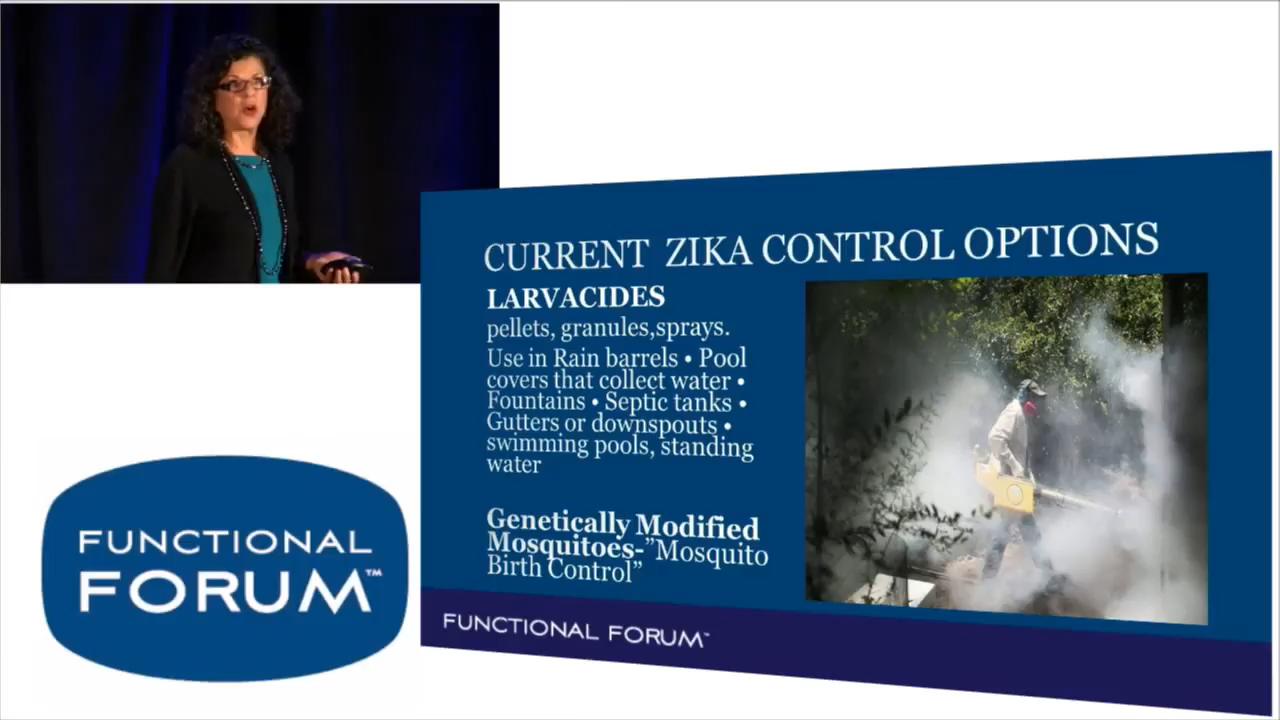 CURRENT ZIKA CONTROL OPTIONS
LARVACIDES
pellets, granules,sprays.
Use in Rain barrels • Pool
covers that collect water •
Fountains • Septic tanks •
Gutters or downspouts •
swimming pools, standing
water
Genetically Modified
Mosquitoes-”Mosquito
Birth Control”
FUNCTIONAL FORUM™
FUNCTIONAL
FORUM™